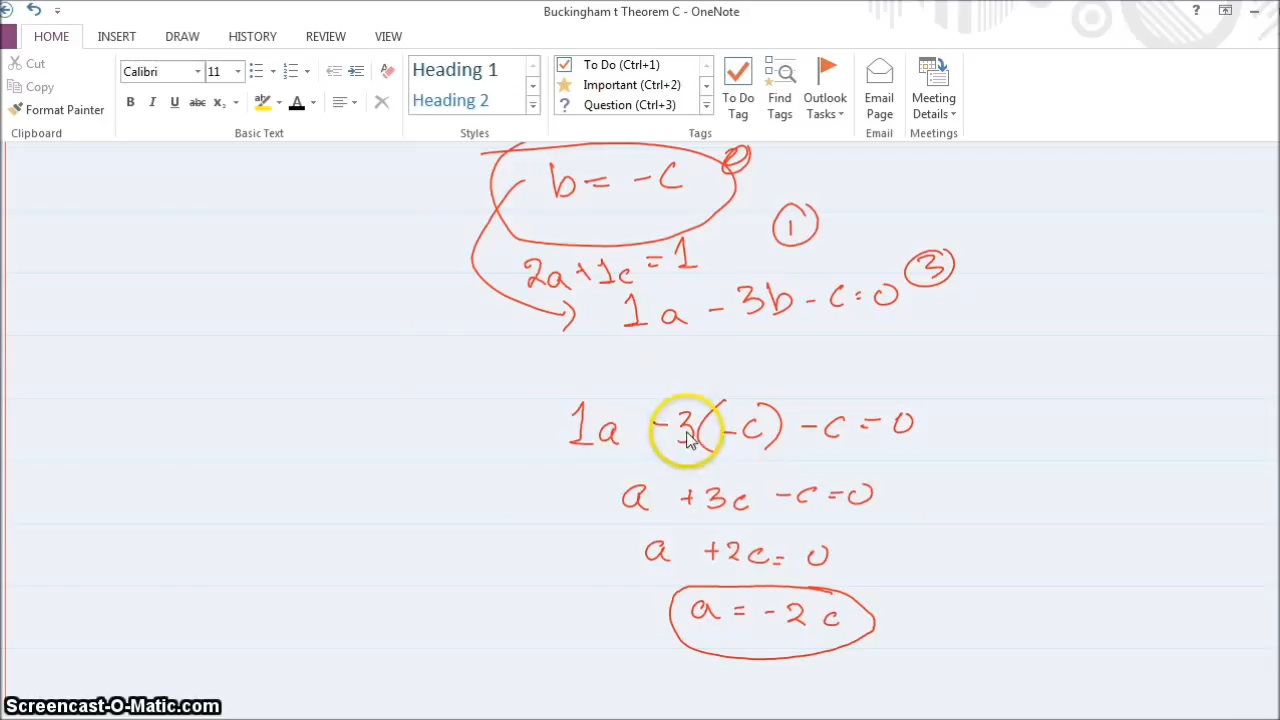 Buckingham t Theorem C - OneNote
?
HOME INSERT DRAW HISTORY REVIEW VIEW
Cut
Copy
Format Painter
Clipboard
Calibri 11
B I U abc x₂ A
Basic Text
Heading 1
Heading 2
Styles
To Do (Ctrl+1)
Important (Ctrl+2)
? Question (Ctrl+3)
To Do Tag
Find Tags
Outlook Tasks
Tags
Email Page
Email
Meeting Details
Meetings
b = -c
①
2a + 1c = 1
1a - 3b - c = 0 ③
1a - 3(-c) - c = 0
a + 3c - c = 0
a + 2c = 0
a = -2c
Screencast-O-Matic.com